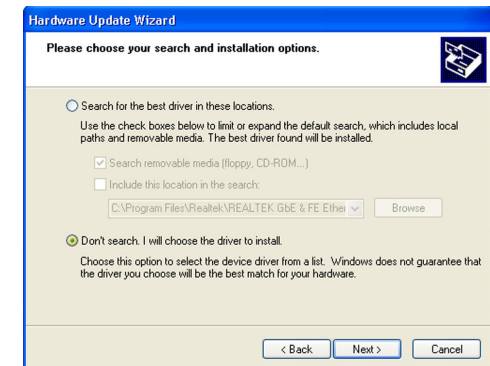 Hardware Update Wizard
Please choose your search and installation options.
Search for the best driver in these locations.
Use the check boxes below to limit or expand the default search, which includes local
paths and removable media. The best driver found will be installed.
Search removable media (floppy, CD-ROM...)
Include this location in the search:
C:\Program Files\Realtek\REALTEK GbE & FE Ether
Browse
Don't search. I will choose the driver to install.
Choose this option to select the device driver from a list. Windows does not guarantee that
the driver you choose will be the best match for your hardware.
< Back Next > Cancel